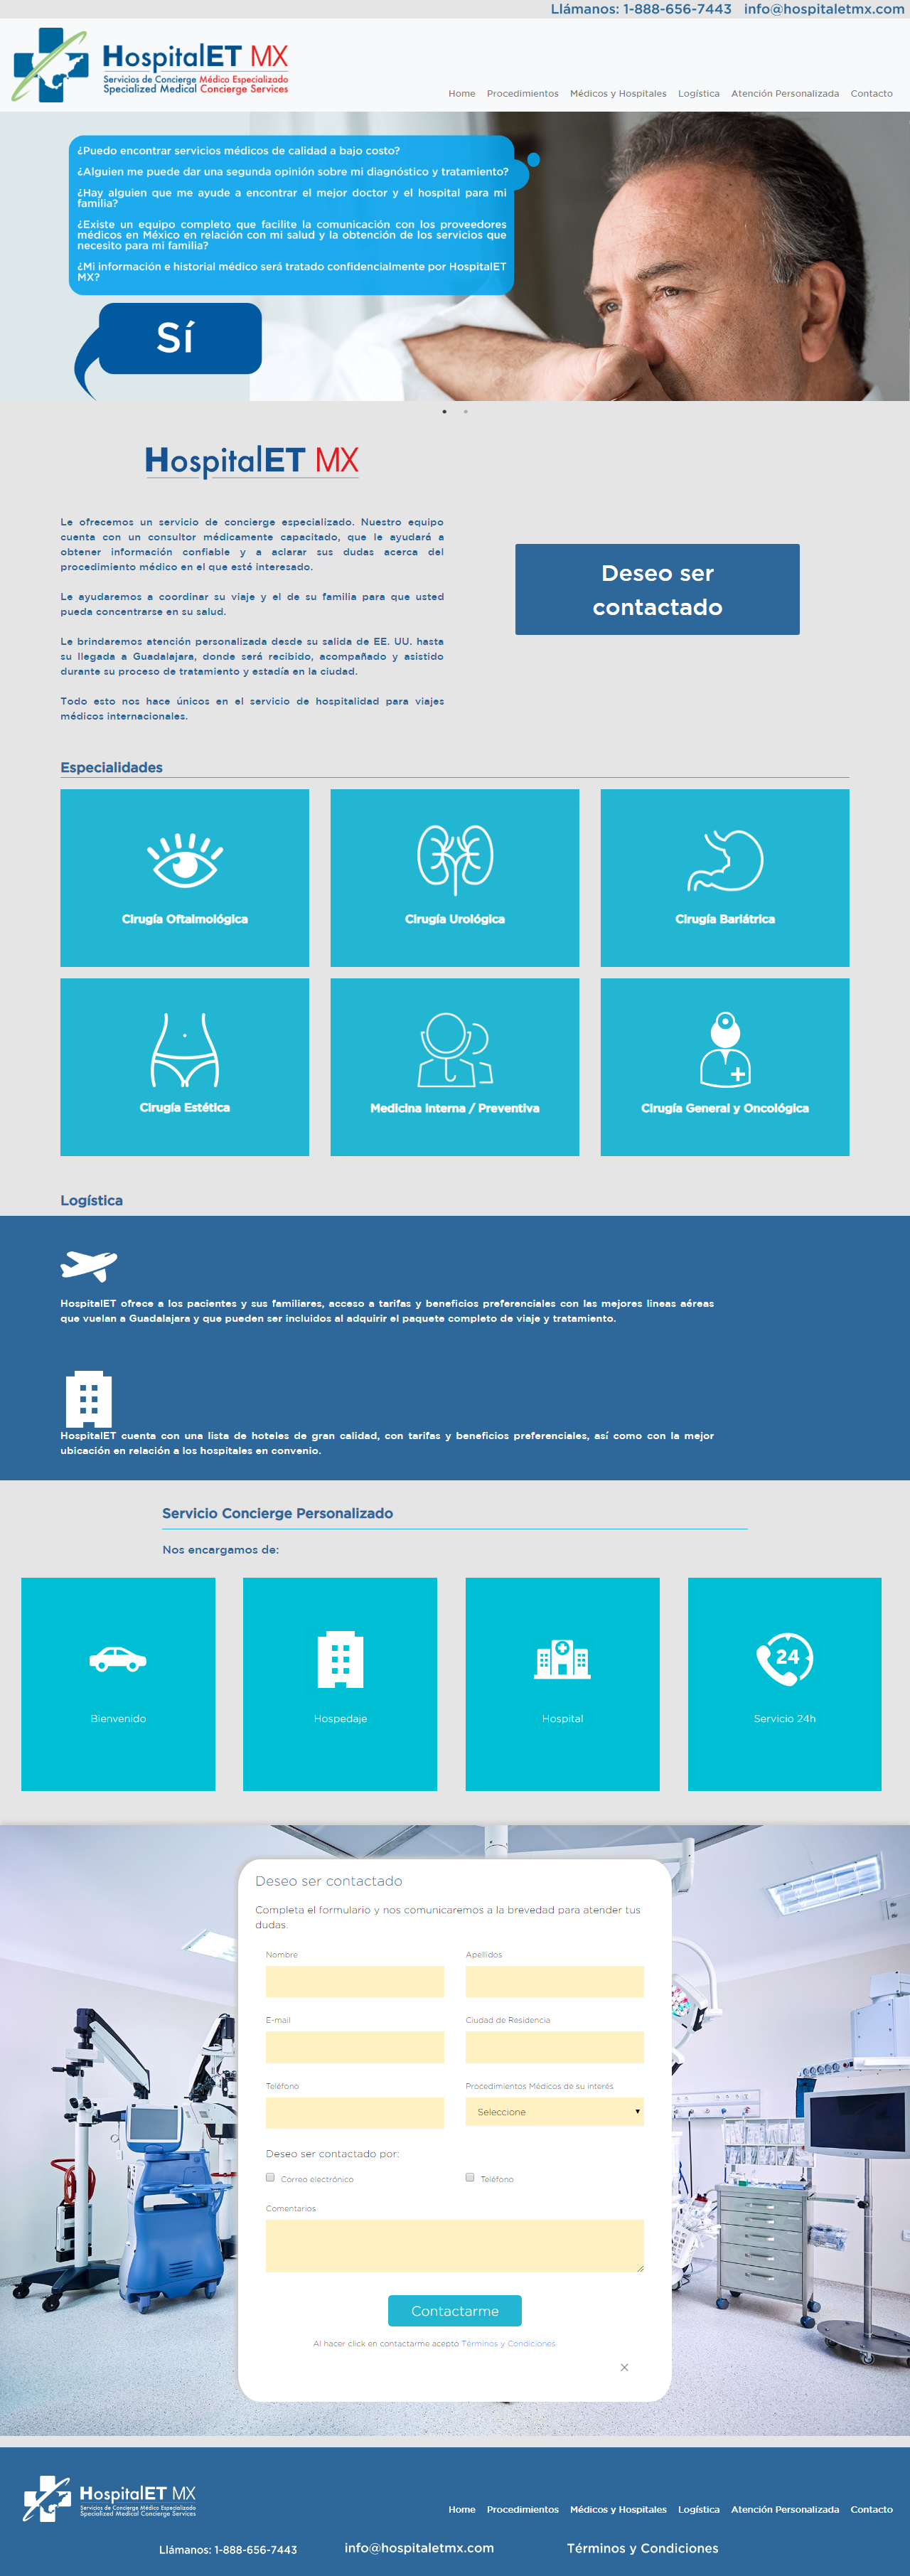 Llámanos: 1-888-656-7443 info@hospitaletmx.com
HospitalET MX
Servicios de Concierge Médico Especializado
Specialized Medical Concierge Services
Home Procedimientos Médicos y Hospitales Logística Atención Personalizada Contacto
¿Puedo encontrar servicios médicos de calidad a bajo costo?
¿Alguien me puede dar una segunda opinión sobre mi diagnóstico y tratamiento?
¿Hay alguien que me ayude a encontrar el mejor doctor y el hospital para mi
familia?
¿Existe un equipo completo que facilite la comunicación con los proveedores
médicos en México en relación con mi salud y la obtención de los servicios que
necesito para mi familia?
¿Mi información e historial médico será tratado confidencialmente por HospitalET
MX?
Sí
HospitalET MX
Le ofrecemos un servicio de concierge especializado. Nuestro equipo
cuenta con un consultor médicamente capacitado, que le ayudará a
obtener información confiable y a aclarar sus dudas acerca del
procedimiento médico en el que esté interesado.
Le ayudaremos a coordinar su viaje y el de su familia para que usted
pueda concentrarse en su salud.
Le brindaremos atención personalizada desde su salida de EE. UU. hasta
su llegada a Guadalajara, donde será recibido, acompañado y asistido
durante su proceso de tratamiento y estadía en la ciudad.
Todo esto nos hace únicos en el servicio de hospitalidad para viajes
médicos internacionales.
Deseo ser
contactado
Especialidades
Cirugía Oftalmológica
Cirugía Urológica
Cirugía Bariátrica
Cirugía Estética
Medicina Interna / Preventiva
Cirugía General y Oncológica
Logística
HospitalET ofrece a los pacientes y sus familiares, acceso a tarifas y beneficios preferenciales con las mejores lineas aéreas
que vuelan a Guadalajara y que pueden ser incluidos al adquirir el paquete completo de viaje y tratamiento.
HospitalET cuenta con una lista de hoteles de gran calidad, con tarifas y beneficios preferenciales, así como con la mejor
ubicación en relación a los hospitales en convenio.
Servicio Concierge Personalizado
Nos encargamos de:
Bienvenido
Hospedaje
Hospital
24
Servicio 24h
Deseo ser contactado
Completa el formulario y nos comunicaremos a la brevedad para atender tus
dudas.
Nombre Apellidos
E-mail Ciudad de Residencia
Teléfono Procedimientos Médicos de su interés
Seleccione
Deseo ser contactado por:
Correo electrónico Teléfono
Comentarios
Contactarme
Al hacer click en contactarme acepto Términos y Condiciones
×
HospitalET MX
Servicios de Concierge Médico Especializado
Specialized Medical Concierge Services
Home Procedimientos Médicos y Hospitales Logística Atención Personalizada Contacto
Llámanos: 1-888-656-7443 info@hospitaletmx.com Términos y Condiciones